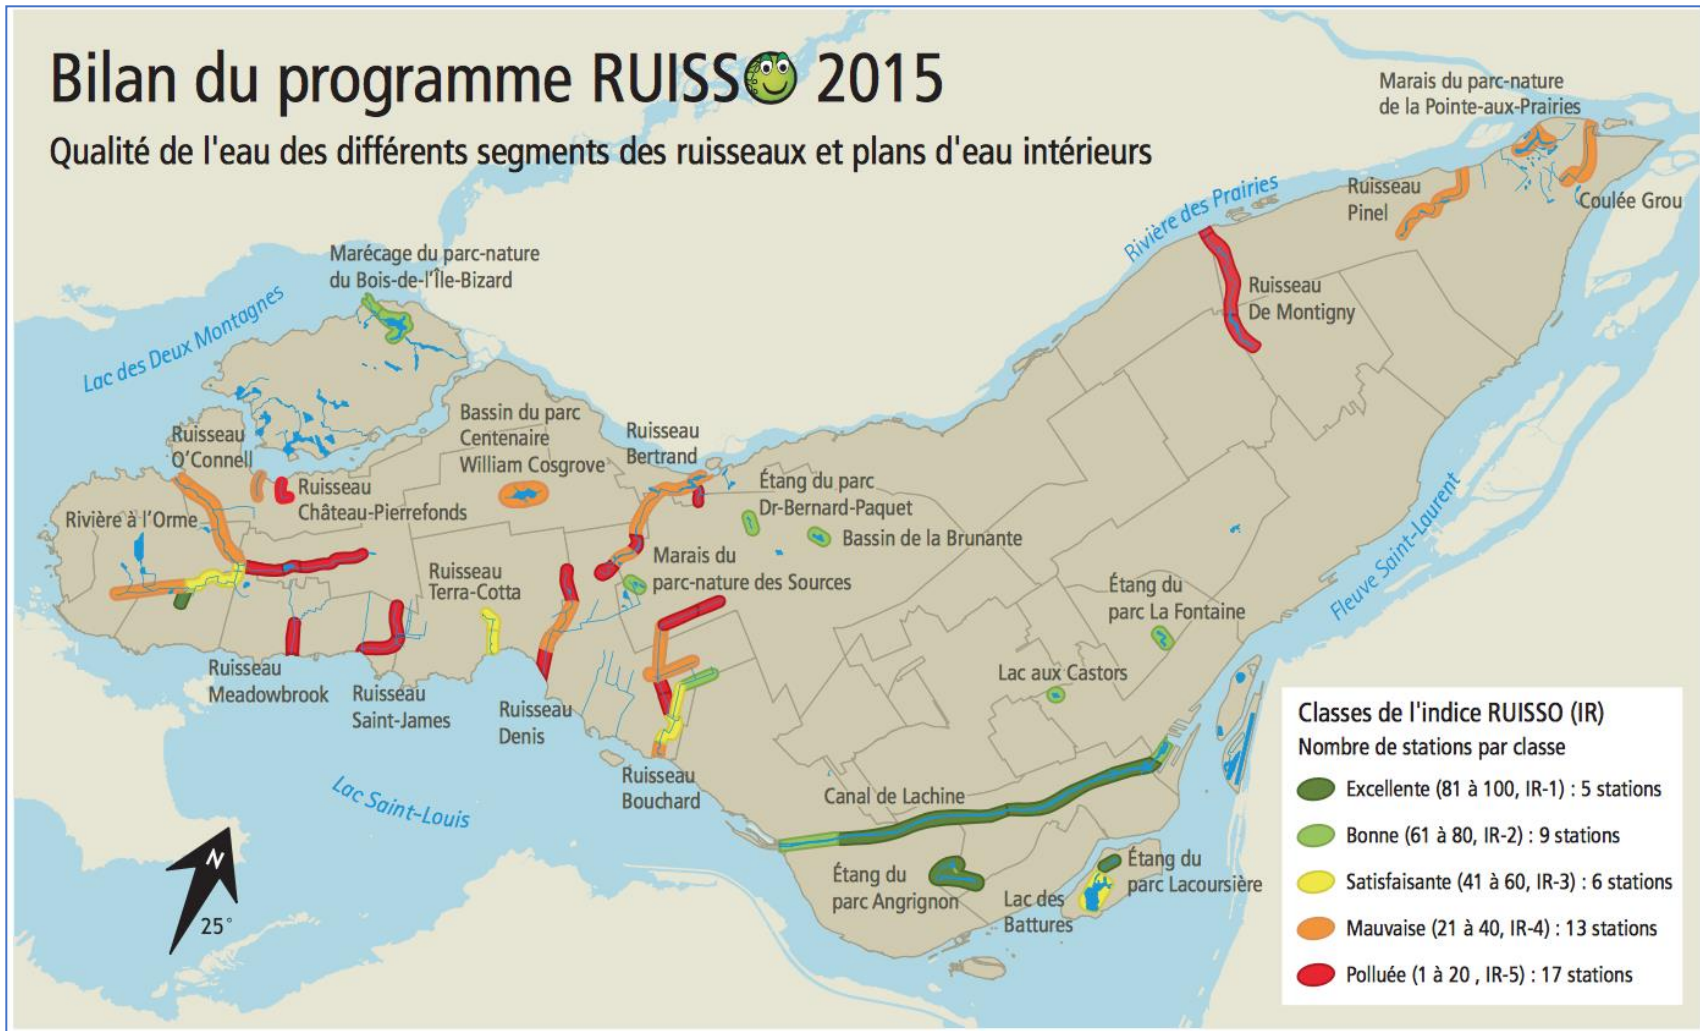 Bilan du programme RUISSO 2015
Qualité de l'eau des différents segments des ruisseaux et plans d'eau intérieurs
Marais du parc-nature
de la Pointe-aux-Prairies
Rivière des Prairies
Ruisseau
Pinel
Coulée Grou
Marécage du parc-nature
du Bois-de-l'Île-Bizard
Lac des Deux Montagnes
Ruisseau
De Montigny
Ruisseau
O'Connell
Bassin du parc
Centenaire
William Cosgrove
Ruisseau
Bertrand
Ruisseau
Château-Pierrefonds
Étang du parc
Dr-Bernard-Paquet
Rivière à l'Orme
Bassin de la Brunante
Marais du
parc-nature des Sources
Ruisseau
Terra-Cotta
Étang du
parc La Fontaine
Fleuve Saint-Laurent
Lac aux Castors
Ruisseau
Meadowbrook
Ruisseau
Saint-James
Ruisseau
Denis
Ruisseau
Bouchard
Lac Saint-Louis
Canal de Lachine
Étang du
parc Angrignon
Lac des
Battures
Étang du
parc Lacoursière
N
25°
Classes de l'indice RUISSO (IR)
Nombre de stations par classe
Excellente (81 à 100, IR-1) : 5 stations
Bonne (61 à 80, IR-2) : 9 stations
Satisfaisante (41 à 60, IR-3) : 6 stations
Mauvaise (21 à 40, IR-4) : 13 stations
Polluée (1 à 20 , IR-5) : 17 stations